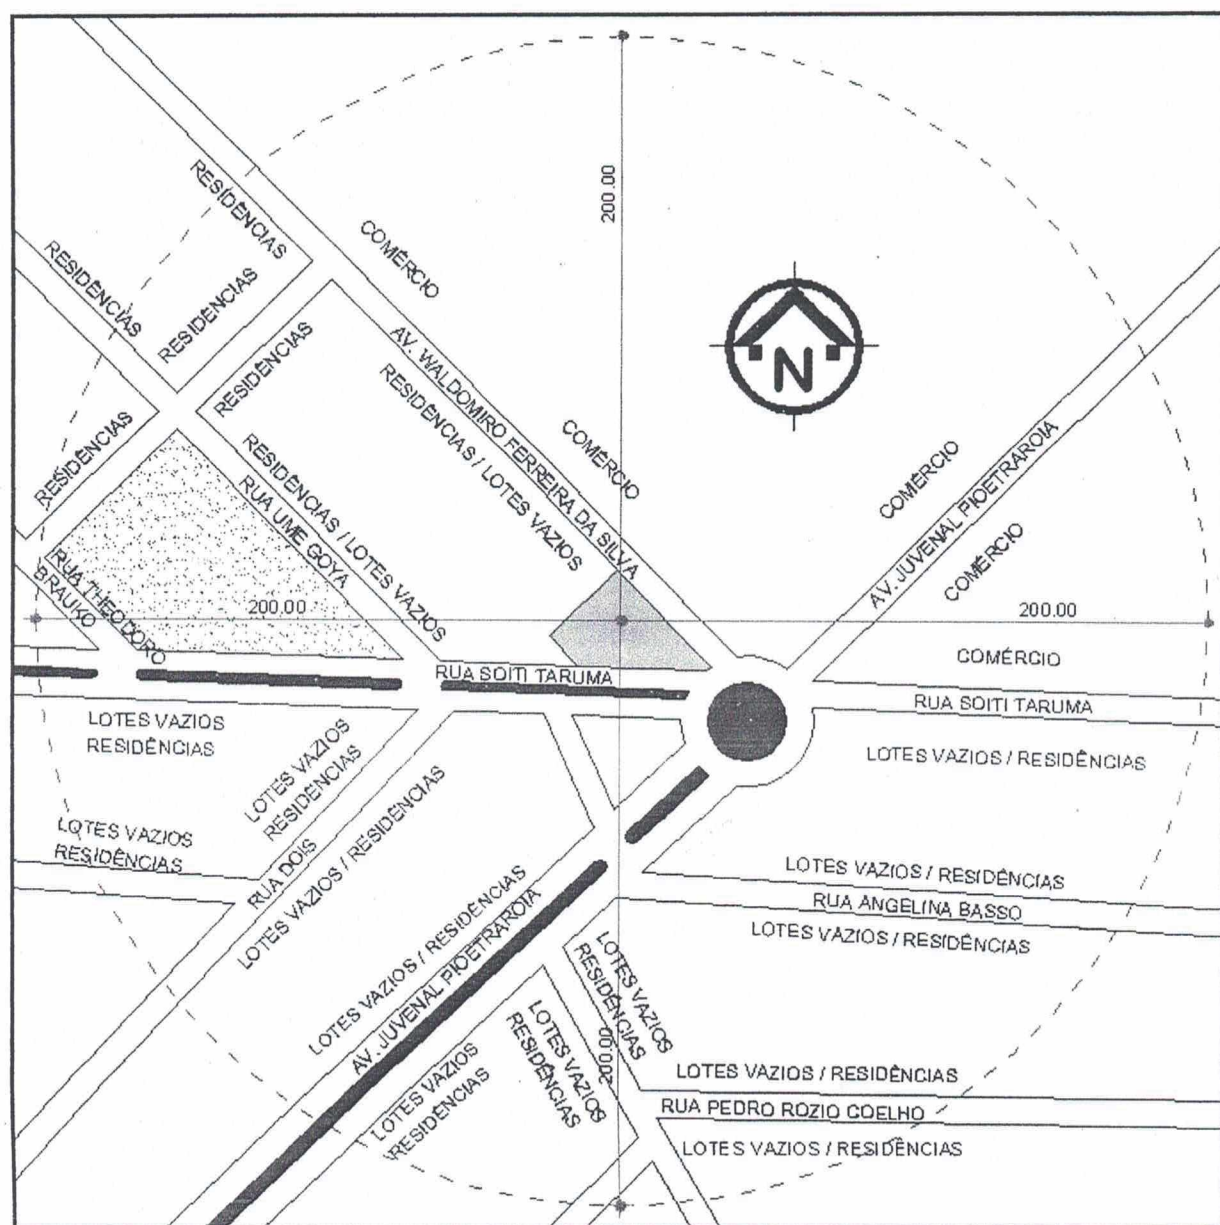 200.00
RESIDÊNCIAS
COMÉRCIO
RESIDÊNCIAS
RESIDENCIAS
RESIDÊNCIAS
RESIDÊNCIAS
AV. WALDOMIRO FERREIRA DA SILVA
RESIDÊNCIAS / LOTES VAZIOS
COMÉRCIO
N
RESIDÊNCIAS / LOTES VAZIOS
RUA UME GOYA
COMÉRCIO
AV. JUVENAL PIOETRAROIA
COMÉRCIO
RUA THEODORO
BRAUKO
200.00
200.00
COMÉRCIO
RUA SOITI TARUMA
RUA SOITI TARUMA
LOTES VAZIOS
RESIDÊNCIAS
LOTES VAZIOS
RESIDÊNCIAS
LOTES VAZIOS / RESIDÊNCIAS
LOTES VAZIOS
RESIDÊNCIAS
RUA DOIS
LOTES VAZIOS / RESIDÊNCIAS
LOTES VAZIOS / RESIDÊNCIAS
RUA ANGELINA BASSO
LOTES VAZIOS / RESIDÊNCIAS
LOTES VAZIOS / RESIDÊNCIAS
AV. JUVENAL PIOETRAROIA
LOTES VAZIOS
RESIDÊNCIAS
LOTES VAZIOS
RESIDÊNCIAS
200.00
LOTES VAZIOS
RESIDÊNCIAS
LOTES VAZIOS / RESIDÊNCIAS
RUA PEDRO ROZIO COELHO
LOTES VAZIOS / RESIDÊNCIAS